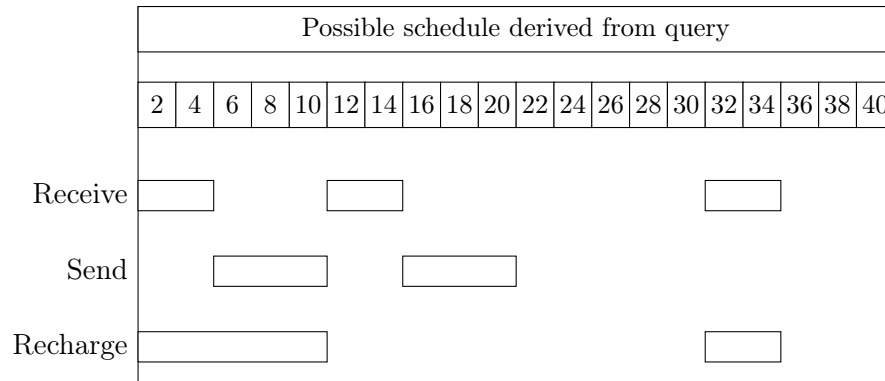 Possible schedule derived from query
2 4 6 8 10 12 14 16 18 20 22 24 26 28 30 32 34 36 38 40
Receive
Send
Recharge